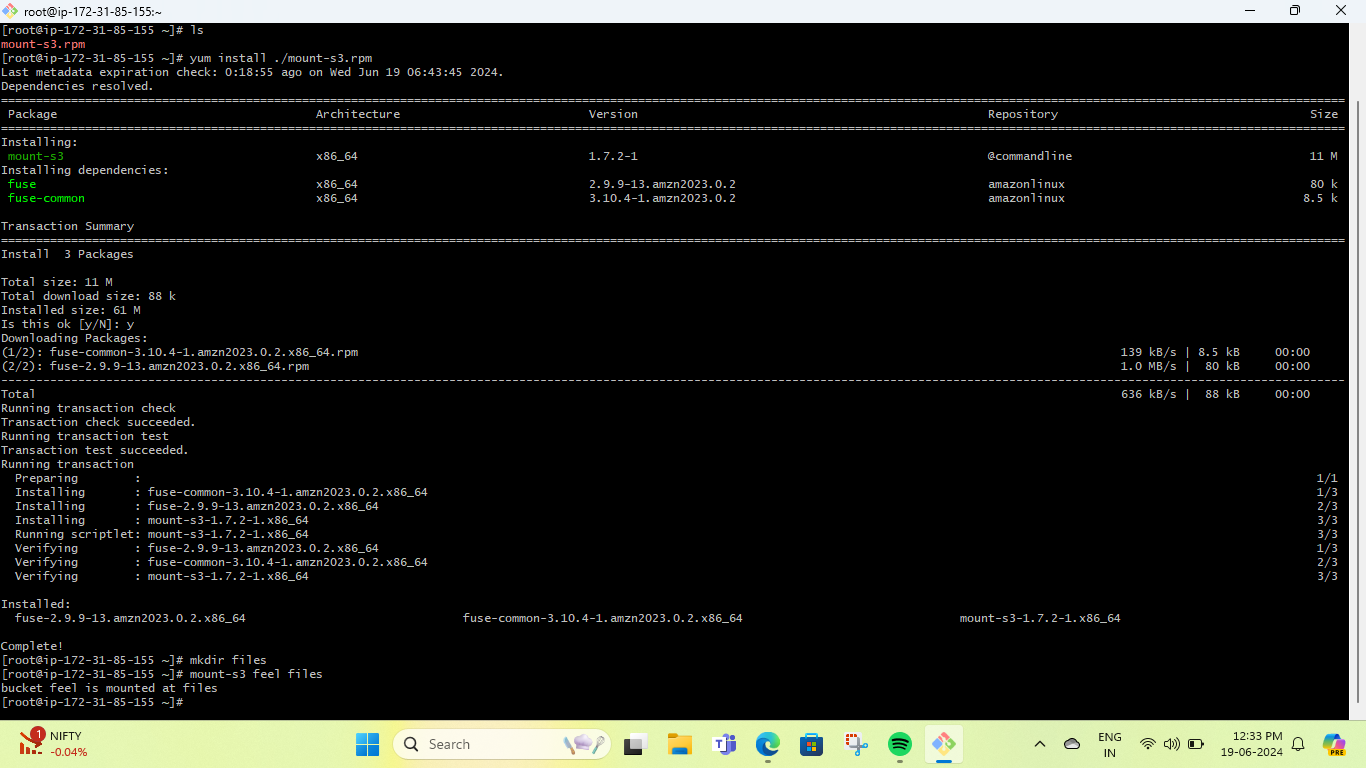 root@ip-172-31-85-155:~
[root@ip-172-31-85-155 ~]# ls
mount-s3.rpm
[root@ip-172-31-85-155 ~]# yum install ./mount-s3.rpm
Last metadata expiration check: 0:18:55 ago on Wed Jun 19 06:43:45 2024.
Dependencies resolved.
Package Architecture Version Repository Size
Installing:
mount-s3 x86_64 1.7.2-1 @commandline 11 M
Installing dependencies:
fuse x86_64 2.9.9-13.amzn2023.0.2 amazonlinux 80 k
fuse-common x86_64 3.10.4-1.amzn2023.0.2 amazonlinux 8.5 k
Transaction Summary
Install 3 Packages
Total size: 11 M
Total download size: 88 k
Installed size: 61 M
Is this ok [y/N]: y
Downloading Packages:
(1/2): fuse-common-3.10.4-1.amzn2023.0.2.x86_64.rpm 139 kB/s | 8.5 kB 00:00
(2/2): fuse-2.9.9-13.amzn2023.0.2.x86_64.rpm 1.0 MB/s | 80 kB 00:00
Total 636 kB/s | 88 kB 00:00
Running transaction check
Transaction check succeeded.
Running transaction test
Transaction test succeeded.
Running transaction
Preparing : 1/1
Installing : fuse-common-3.10.4-1.amzn2023.0.2.x86_64 1/3
Installing : fuse-2.9.9-13.amzn2023.0.2.x86_64 2/3
Installing : mount-s3-1.7.2-1.x86_64 3/3
Running scriptlet: mount-s3-1.7.2-1.x86_64 3/3
Verifying : fuse-2.9.9-13.amzn2023.0.2.x86_64 1/3
Verifying : fuse-common-3.10.4-1.amzn2023.0.2.x86_64 2/3
Verifying : mount-s3-1.7.2-1.x86_64 3/3
Installed:
fuse-2.9.9-13.amzn2023.0.2.x86_64 fuse-common-3.10.4-1.amzn2023.0.2.x86_64 mount-s3-1.7.2-1.x86_64
Complete!
[root@ip-172-31-85-155 ~]# mkdir files
[root@ip-172-31-85-155 ~]# mount-s3 feel files
bucket feel is mounted at files
[root@ip-172-31-85-155 ~]#
1
NIFTY
-0.04%
Search
ENG
IN
12:33 PM
19-06-2024
PRE